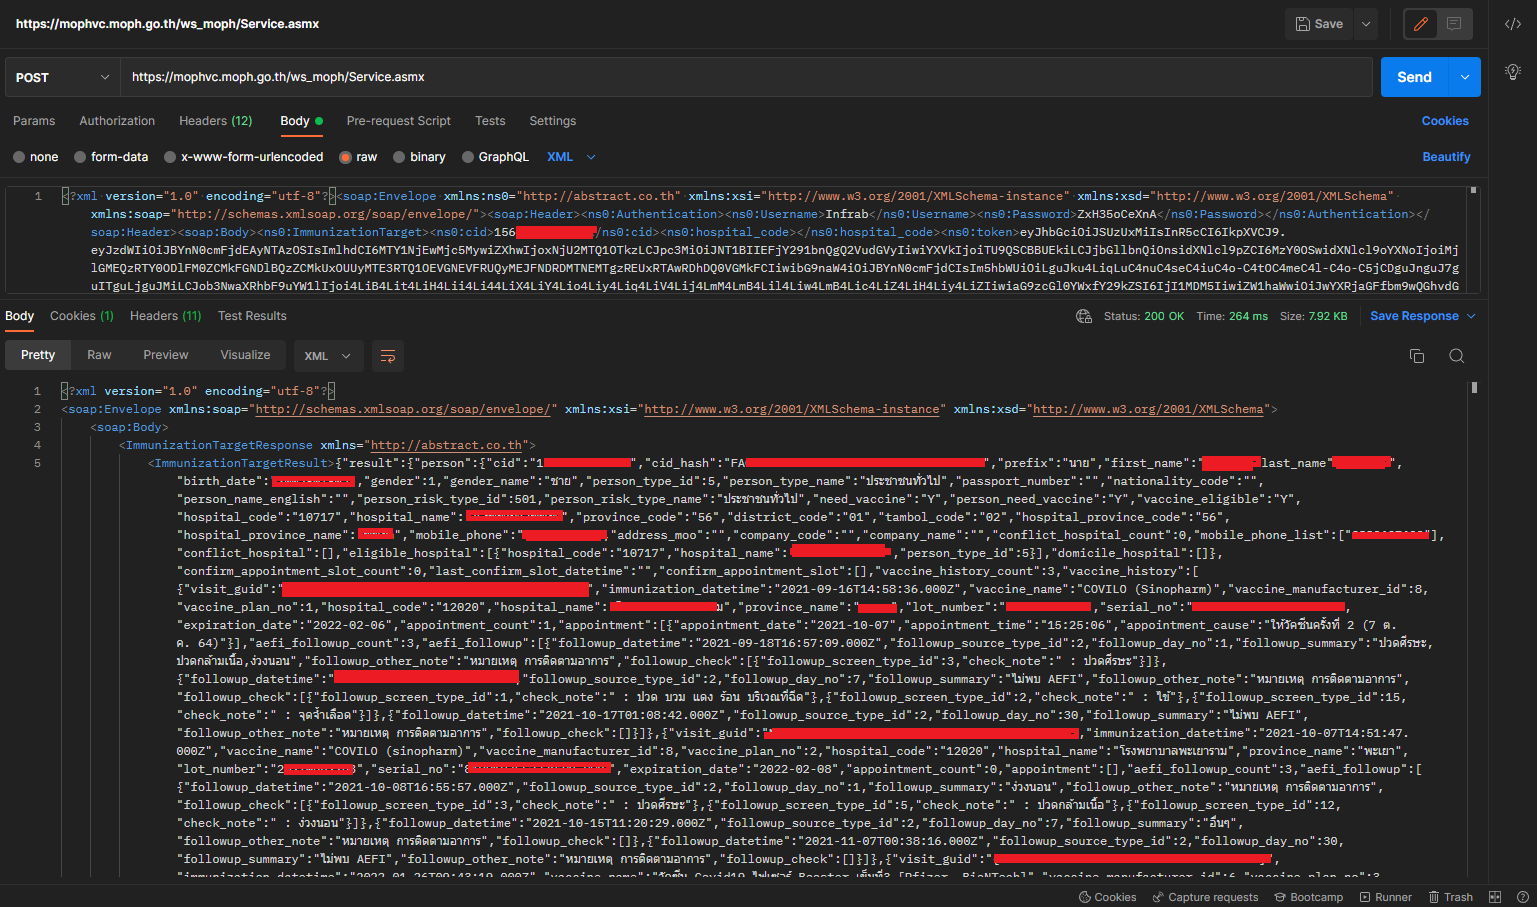 https://mophvc.moph.go.th/ws_moph/Service.asmx
Save
POST
https://mophvc.moph.go.th/ws_moph/Service.asmx
Send
Params Authorization Headers (12) Body Pre-request Script Tests Settings Cookies
none form-data x-www-form-urlencoded raw binary GraphQL XML Beautify
1 <?xml version="1.0" encoding="utf-8"?><soap:Envelope xmlns:ns0="http://abstract.co.th" xmlns:xsi="http://www.w3.org/2001/XMLSchema-instance" xmlns:xsd="http://www.w3.org/2001/XMLSchema"
xmlns:soap="http://schemas.xmlsoap.org/soap/envelope/"><soap:Header><ns0:Authentication><ns0:Username>Infrab</ns0:Username><ns0:Password>ZxH35oCeXnA</ns0:Password></ns0:Authentication></
soap:Header><soap:Body><ns0:ImmunizationTarget><ns0:cid>156 /ns0:cid><ns0:hospital_code></ns0:hospital_code><ns0:token>
Body Cookies (1) Headers (11) Test Results Status: 200 OK Time: 264 ms Size: 7.92 KB Save Response
Pretty Raw Preview Visualize XML
1 <?xml version="1.0" encoding="utf-8"?>
2 <soap:Envelope xmlns:soap="http://schemas.xmlsoap.org/soap/envelope/" xmlns:xsi="http://www.w3.org/2001/XMLSchema-instance" xmlns:xsd="http://www.w3.org/2001/XMLSchema">
3 <soap:Body>
4 <ImmunizationTargetResponse xmlns="http://abstract.co.th">
5 <ImmunizationTargetResult>{"result":{"person":{"cid":"1 ","cid_hash":"FA ","prefix":"นาย","first_name":" last_name" ",
"birth_date": ,"gender":1,"gender_name":"ชาย","person_type_id":5,"person_type_name":"ประชาชนทั่วไป","passport_number":"","nationality_code":"",
"person_name_english":"","person_risk_type_id":501,"person_risk_type_name":"ประชาชนทั่วไป","need_vaccine":"Y","person_need_vaccine":"Y","vaccine_eligible":"Y",
"hospital_code":"10717","hospital_name": ","province_code":"56","district_code":"01","tambol_code":"02","hospital_province_code":"56",
"hospital_province_name": ","mobile_phone":" ,"address_moo":"","company_code":"","company_name":"","conflict_hospital_count":0,"mobile_phone_list":[" ],
"conflict_hospital":[],"eligible_hospital":[{"hospital_code":"10717","hospital_name": ,"person_type_id":5}],"domicile_hospital":[]},
"confirm_appointment_slot_count":0,"last_confirm_slot_datetime":"","confirm_appointment_slot":[],"vaccine_history_count":3,"vaccine_history":[
{"visit_guid":" ","immunization_datetime":"2021-09-16T14:58:36.000Z","vaccine_name":"COVILO (Sinopharm)","vaccine_manufacturer_id":8,
"vaccine_plan_no":1,"hospital_code":"12020","hospital_name": ม","province_name":" ","lot_number":" ,"serial_no":" ,
"expiration_date":"2022-02-06","appointment_count":1,"appointment":[{"appointment_date":"2021-10-07","appointment_time":"15:25:06","appointment_cause":"ให้วัคซีนครั้งที่ 2 (7 ต.
ค. 64)"}],"aefi_followup_count":3,"aefi_followup":[{"followup_datetime":"2021-09-18T16:57:09.000Z","followup_source_type_id":2,"followup_day_no":1,"followup_summary":"ปวดศีรษะ,
ปวดกล้ามเนื้อ,ง่วงนอน","followup_other_note":"หมายเหตุ การติดตามอาการ","followup_check":[{"followup_screen_type_id":3,"check_note":" : ปวดศีรษะ"}]},
{"followup_datetime":" ,"followup_source_type_id":2,"followup_day_no":7,"followup_summary":"ไม่พบ AEFI","followup_other_note":"หมายเหตุ การติดตามอาการ",
"followup_check":[{"followup_screen_type_id":1,"check_note":" : ปวด บวม แดง ร้อน บริเวณที่ฉีด"},{"followup_screen_type_id":2,"check_note":" : ไข้"},{"followup_screen_type_id":15,
"check_note":" : จุดจ้ำเลือด"}]},{"followup_datetime":"2021-10-17T01:08:42.000Z","followup_source_type_id":2,"followup_day_no":30,"followup_summary":"ไม่พบ AEFI",
"followup_other_note":"หมายเหตุ การติดตามอาการ","followup_check":[]}]},{"visit_guid":" ,"immunization_datetime":"2021-10-07T14:51:47.
000Z","vaccine_name":"COVILO (sinopharm)","vaccine_manufacturer_id":8,"vaccine_plan_no":2,"hospital_code":"12020","hospital_name":"โรงพยาบาลพะเยาราม","province_name":"พะเยา",
"lot_number":"2 ","serial_no":"8 ","expiration_date":"2022-02-08","appointment_count":0,"appointment":[],"aefi_followup_count":3,"aefi_followup":[
{"followup_datetime":"2021-10-08T16:55:57.000Z","followup_source_type_id":2,"followup_day_no":1,"followup_summary":"ง่วงนอน","followup_other_note":"หมายเหตุ การติดตามอาการ",
"followup_check":[{"followup_screen_type_id":3,"check_note":" : ปวดศีรษะ"},{"followup_screen_type_id":5,"check_note":" : ปวดกล้ามเนื้อ"},{"followup_screen_type_id":12,
"check_note":" : ง่วงนอน"}]},{"followup_datetime":"2021-10-15T11:20:29.000Z","followup_source_type_id":2,"followup_day_no":7,"followup_summary":"อื่นๆ",
"followup_other_note":"หมายเหตุ การติดตามอาการ","followup_check":[]},{"followup_datetime":"2021-11-07T00:38:16.000Z","followup_source_type_id":2,"followup_day_no":30,
"followup_summary":"ไม่พบ AEFI","followup_other_note":"หมายเหตุ การติดตามอาการ","followup_check":[]}]},{"visit_guid":" ,
Cookies Capture requests Bootcamp Runner Trash